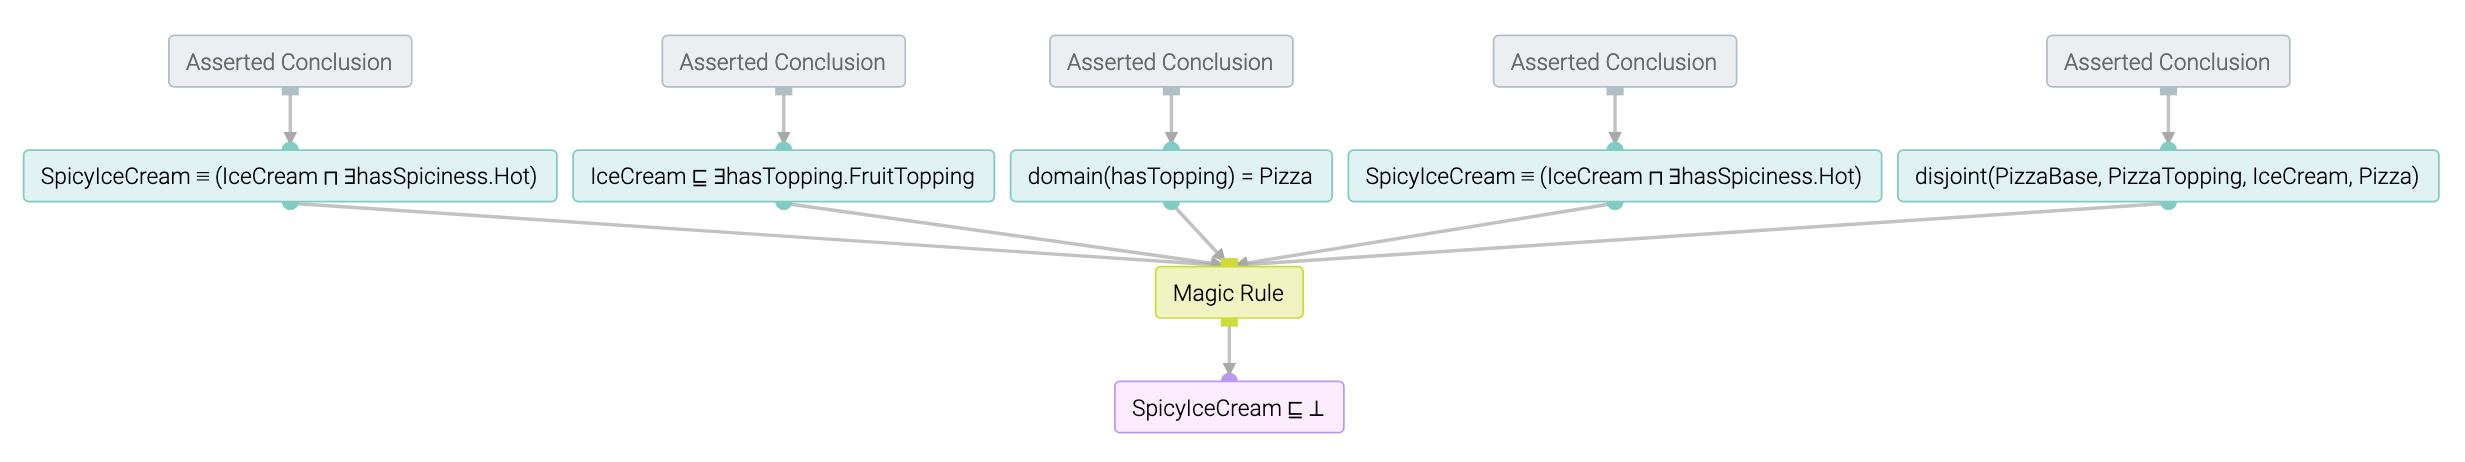 Asserted Conclusion
Asserted Conclusion
Asserted Conclusion
Asserted Conclusion
Asserted Conclusion
SpicyIceCream ≡ (IceCream ⊓ ∃hasSpiciness.Hot)
IceCream ⊑ ∃hasTopping.FruitTopping
domain(hasTopping) = Pizza
SpicyIceCream ≡ (IceCream ⊓ ∃hasSpiciness.Hot)
disjoint(PizzaBase, PizzaTopping, IceCream, Pizza)
Magic Rule
SpicyIceCream ⊑ ⊥